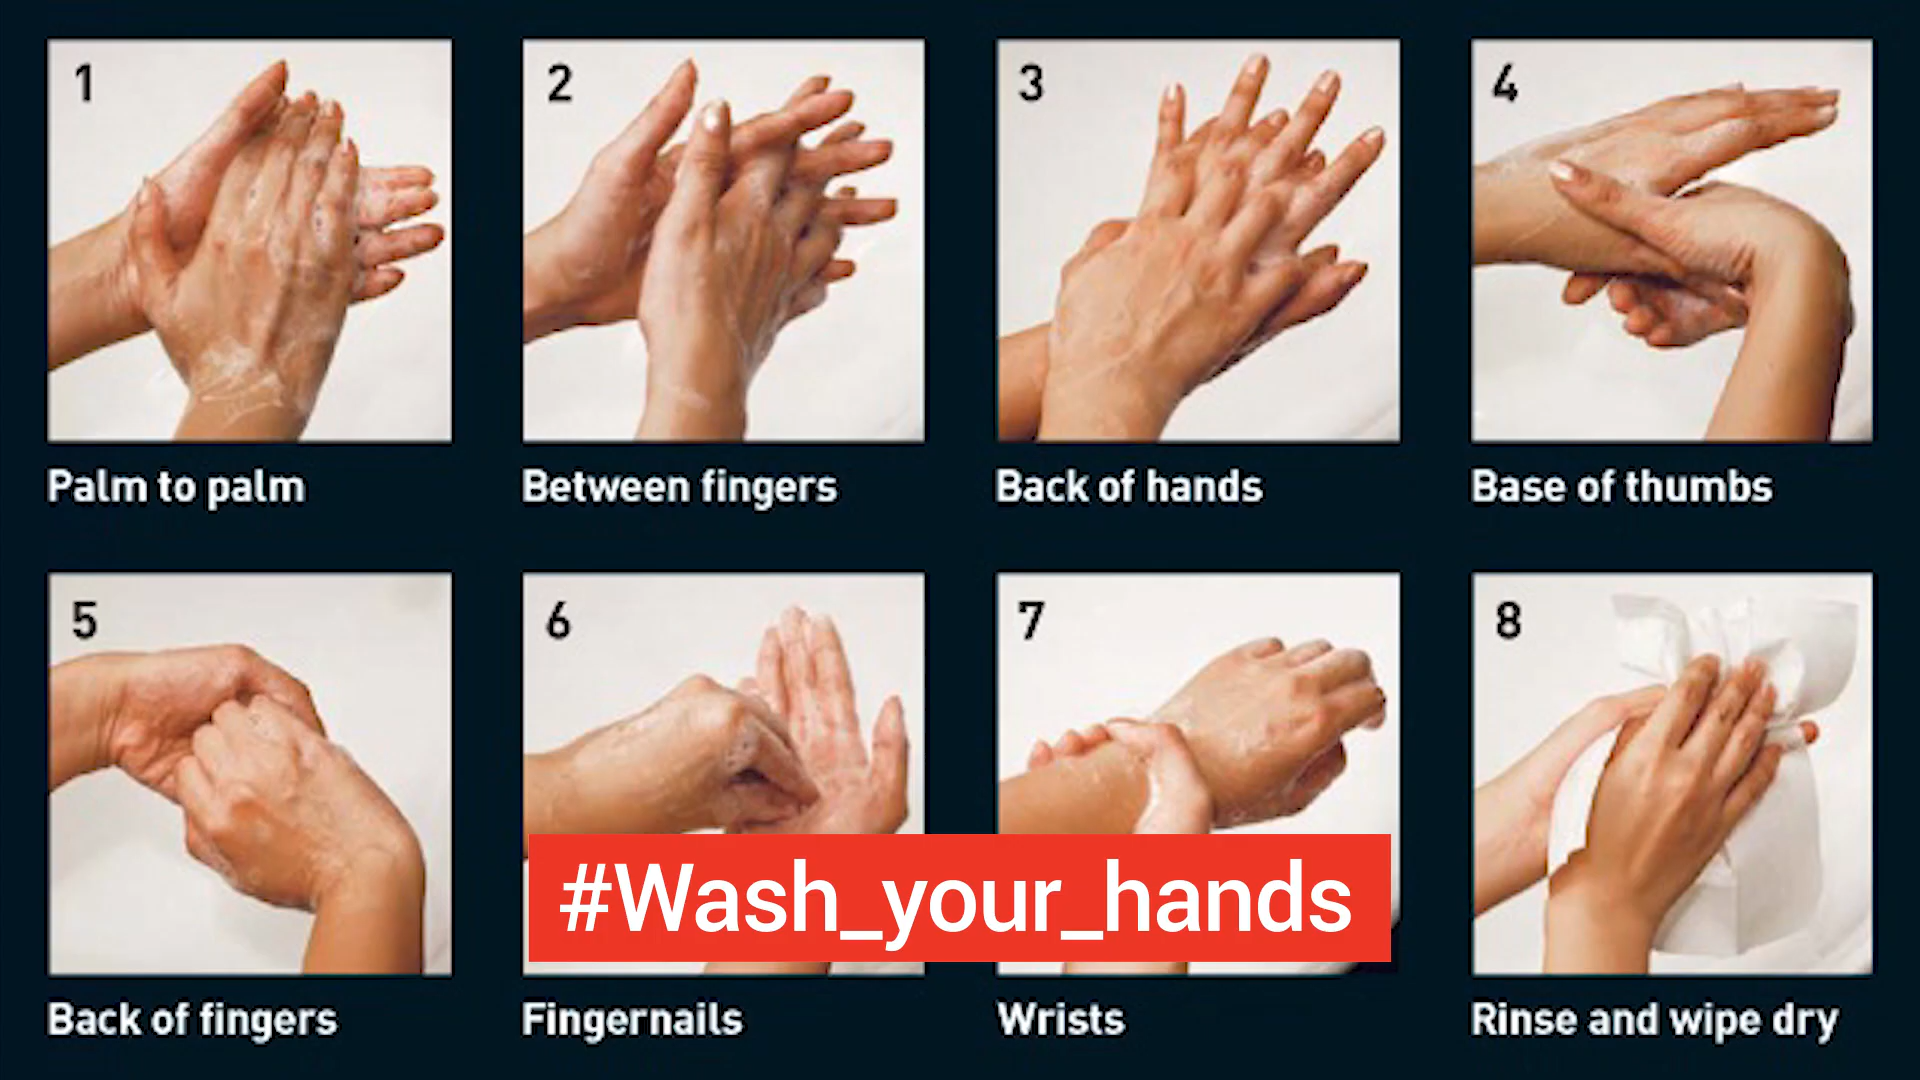 1
2
3
4
Palm to palm
Between fingers
Back of hands
Base of thumbs
5
6
7
8
#Wash_your_hands
Back of fingers
Fingernails
Wrists
Rinse and wipe dry